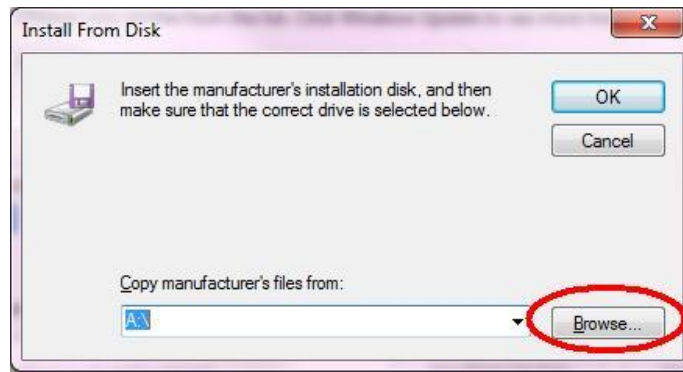 Install From Disk
Insert the manufacturer's installation disk, and then
make sure that the correct drive is selected below.
OK
Cancel
Copy manufacturer's files from:
A:\
Browse...